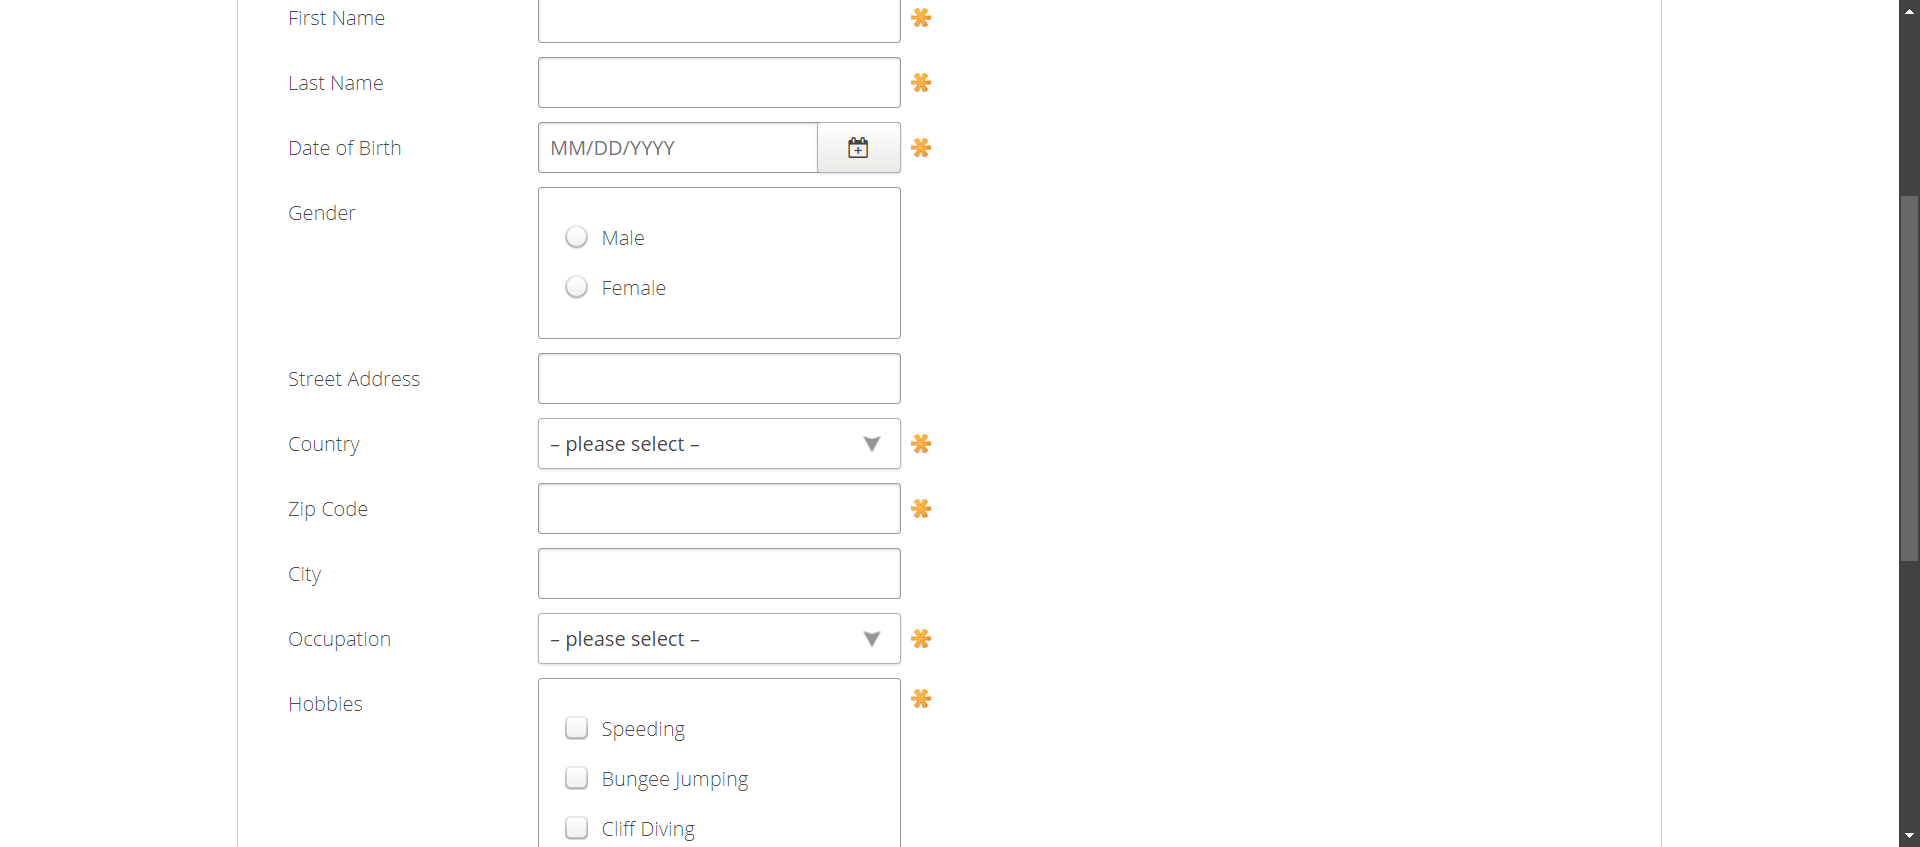 First Name
Last Name
Date of Birth MM/DD/YYYY
Gender
Male
Female
Street Address
Country – please select –
Zip Code
City
Occupation – please select –
Hobbies
Speeding
Bungee Jumping
Cliff Diving